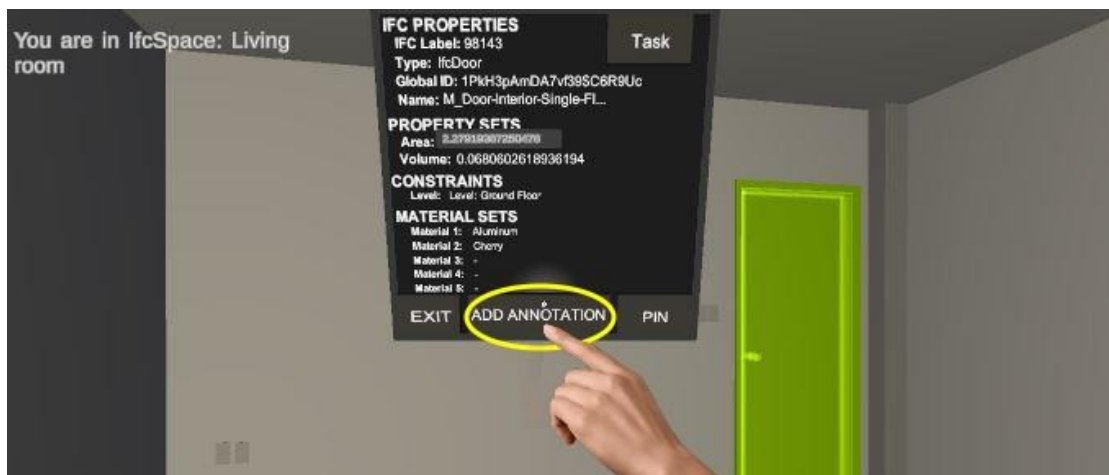 You are in IfcSpace: Living
room
IFC PROPERTIES
Task
IFC Label: 98143
Type: IfcDoor
Global ID: 1PkH3pAmDA7vf39SC6R9Uc
Name: M_Door-Interior-Single-Fl...
PROPERTY SETS
Area: 2.27919387250476
Volume: 0.0680602618936194
CONSTRAINTS
Level: Level: Ground Floor
MATERIAL SETS
Material 1: Aluminum
Material 2: Cherry
Material 3: -
Material 4: -
Material 5: -
EXIT ADD ANNOTATION PIN